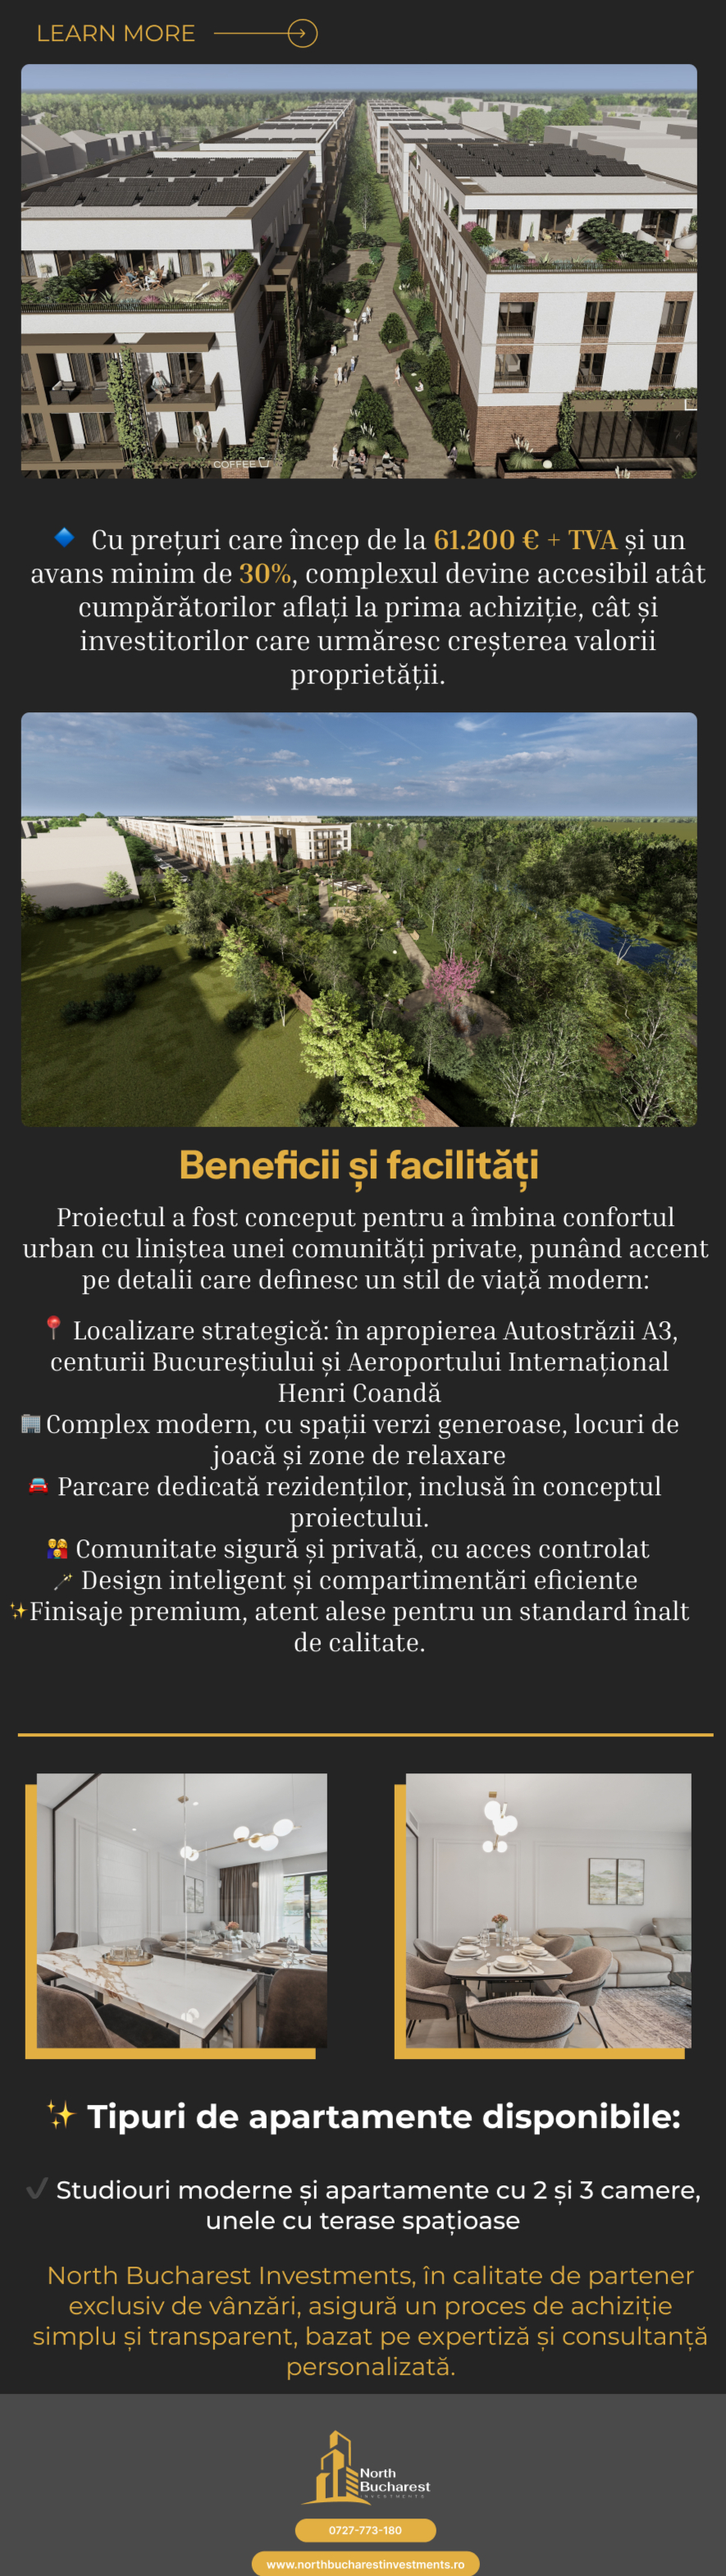 LEARN MORE
COFFEE
Cu prețuri care încep de la 61.200 € + TVA și un
avans minim de 30%, complexul devine accesibil atât
cumpărătorilor aflați la prima achiziție, cât și
investitorilor care urmăresc creșterea valorii
proprietății.
Beneficii și facilități
Proiectul a fost conceput pentru a îmbina confortul
urban cu liniștea unei comunități private, punând accent
pe detalii care definesc un stil de viață modern:
Localizare strategică: în apropierea Autostrăzii A3,
centurii Bucureștiului și Aeroportului Internațional
Henri Coandă
Complex modern, cu spații verzi generoase, locuri de
joacă și zone de relaxare
Parcare dedicată rezidenților, inclusă în conceptul
proiectului.
Comunitate sigură și privată, cu acces controlat
Design inteligent și compartimentări eficiente
Finisaje premium, atent alese pentru un standard înalt
de calitate.
Tipuri de apartamente disponibile:
Studiouri moderne și apartamente cu 2 și 3 camere,
unele cu terase spațioase
North Bucharest Investments, în calitate de partener
exclusiv de vânzări, asigură un proces de achiziție
simplu și transparent, bazat pe expertiză și consultanță
personalizată.
North
Bucharest
INVESTMENTS
0727-773-180
www.northbucharestinvestments.ro